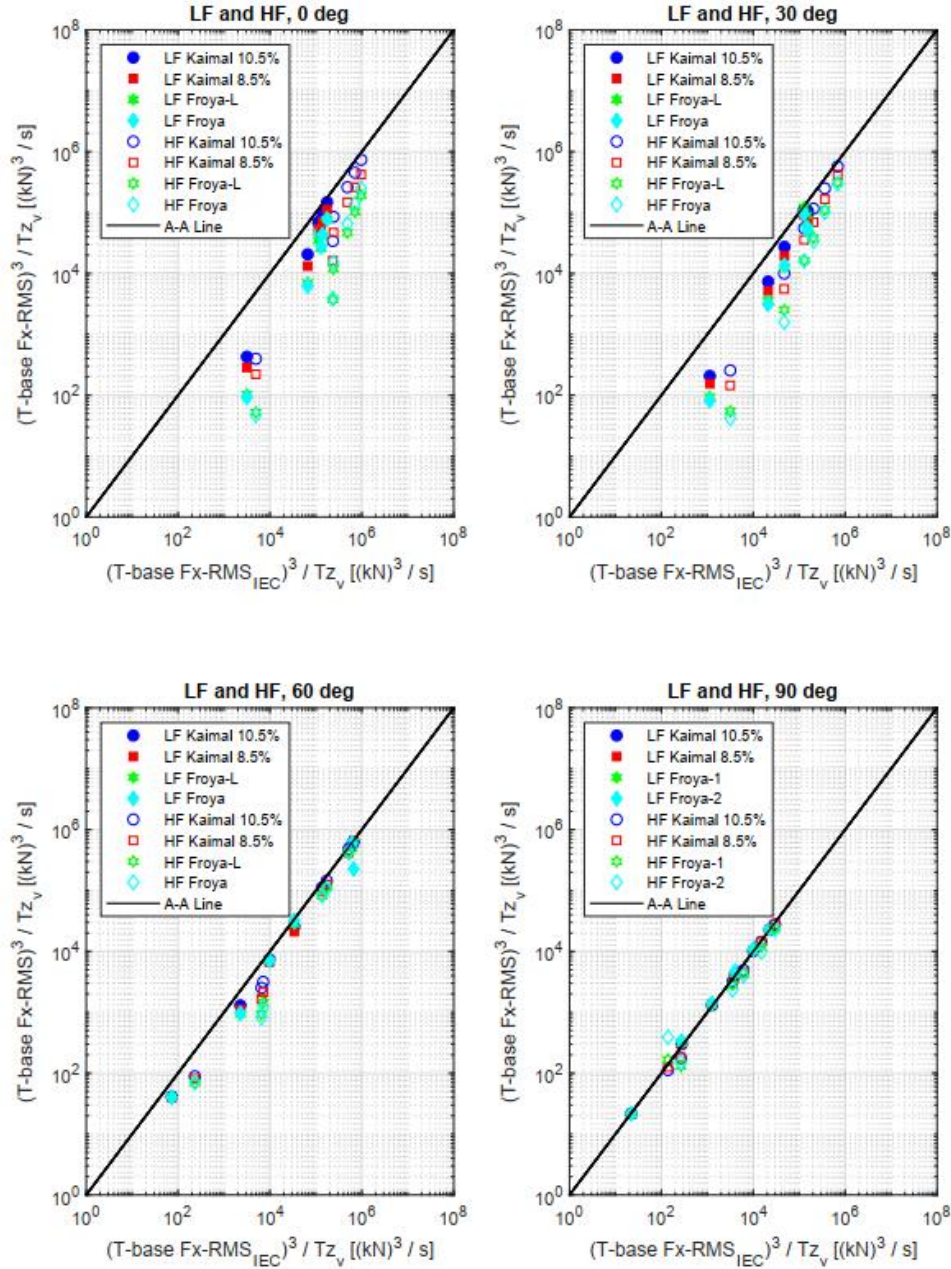 LF and HF, 0 deg
10^8
10^6
10^4
10^2
10^0
(T-base Fx-RMS)^3 / Tz_v [(kN)^3 / s]
LF Kaimal 10.5%
LF Kaimal 8.5%
LF Froya-L
LF Froya
HF Kaimal 10.5%
HF Kaimal 8.5%
HF Froya-L
HF Froya
A-A Line
10^0 10^2 10^4 10^6 10^8
(T-base Fx-RMS_IEC)^3 / Tz_v [(kN)^3 / s]
LF and HF, 30 deg
10^8
10^6
10^4
10^2
10^0
(T-base Fx-RMS)^3 / Tz_v [(kN)^3 / s]
LF Kaimal 10.5%
LF Kaimal 8.5%
LF Froya-L
LF Froya
HF Kaimal 10.5%
HF Kaimal 8.5%
HF Froya-L
HF Froya
A-A Line
10^0 10^2 10^4 10^6 10^8
(T-base Fx-RMS_IEC)^3 / Tz_v [(kN)^3 / s]
LF and HF, 60 deg
10^8
10^6
10^4
10^2
10^0
(T-base Fx-RMS)^3 / Tz_v [(kN)^3 / s]
LF Kaimal 10.5%
LF Kaimal 8.5%
LF Froya-L
LF Froya
HF Kaimal 10.5%
HF Kaimal 8.5%
HF Froya-L
HF Froya
A-A Line
10^0 10^2 10^4 10^6 10^8
(T-base Fx-RMS_IEC)^3 / Tz_v [(kN)^3 / s]
LF and HF, 90 deg
10^8
10^6
10^4
10^2
10^0
(T-base Fx-RMS)^3 / Tz_v [(kN)^3 / s]
LF Kaimal 10.5%
LF Kaimal 8.5%
LF Froya-1
LF Froya-2
HF Kaimal 10.5%
HF Kaimal 8.5%
HF Froya-1
HF Froya-2
A-A Line
10^0 10^2 10^4 10^6 10^8
(T-base Fx-RMS_IEC)^3 / Tz_v [(kN)^3 / s]